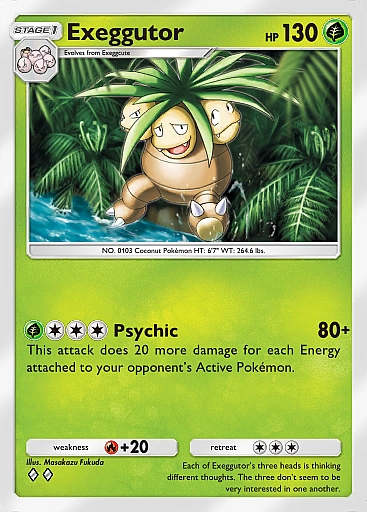 STAGE 1 Exeggutor HP 130
Evolves from Exeggcute
NO. 0103 Coconut Pokémon HT: 6'7" WT: 264.6 lbs.
Psychic 80+
This attack does 20 more damage for each Energy
attached to your opponent's Active Pokémon.
weakness +20 retreat
Illus. Masakazu Fukuda
Each of Exeggutor's three heads is thinking
different thoughts. The three don't seem to be
very interested in one another.